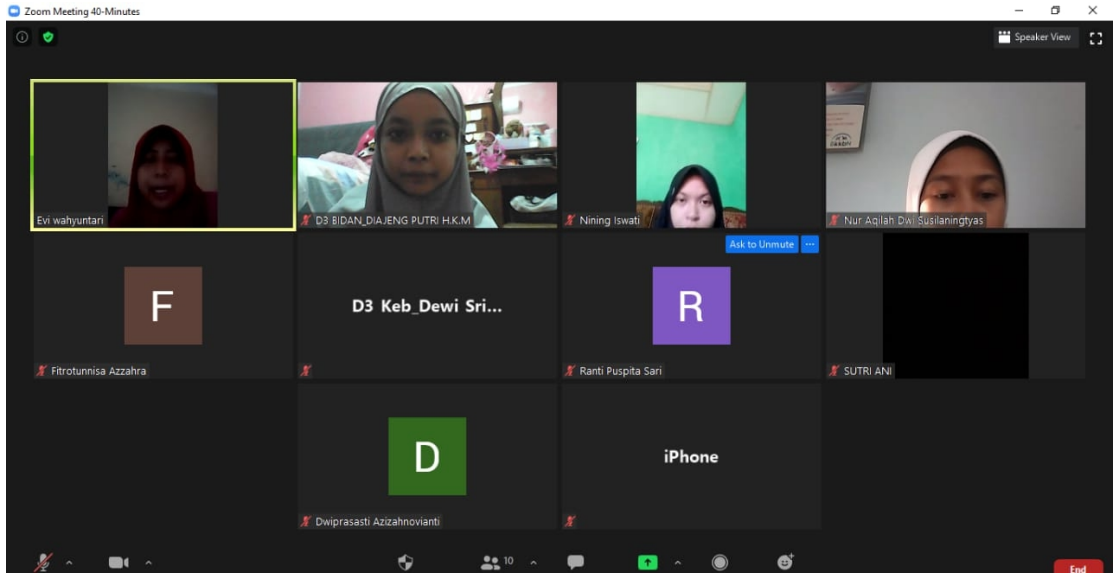 Zoom Meeting 40-Minutes
Speaker View
Evi wahyuntari
D3 BIDAN_DIAJENG PUTRI H.K.M
Nining Iswati
Nur Aqilah Dwi Susilaningtyas
Ask to Unmute
F
D3 Keb_Dewi Sri...
R
Fitrotunnisa Azzahra
Ranti Puspita Sari
SUTRI ANI
D
iPhone
Dwiprasasti Azizahnovianti
10
End